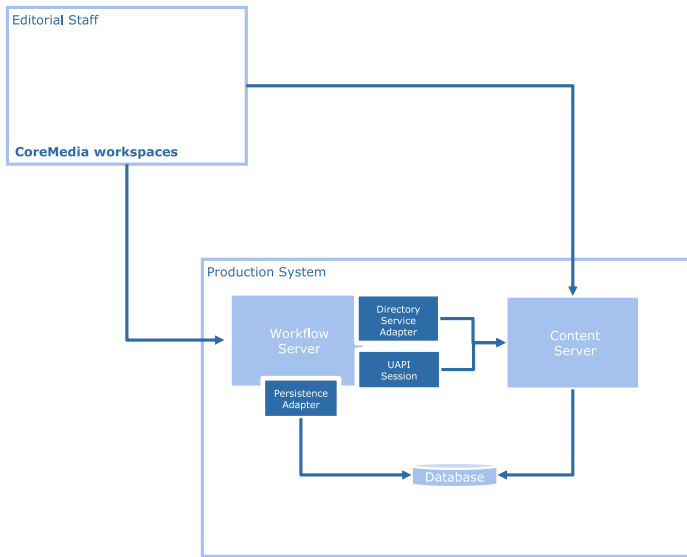 Editorial Staff
CoreMedia workspaces
Production System
Workflow
Server
Directory
Service
Adapter
UAPI
Session
Persistence
Adapter
Content
Server
Database